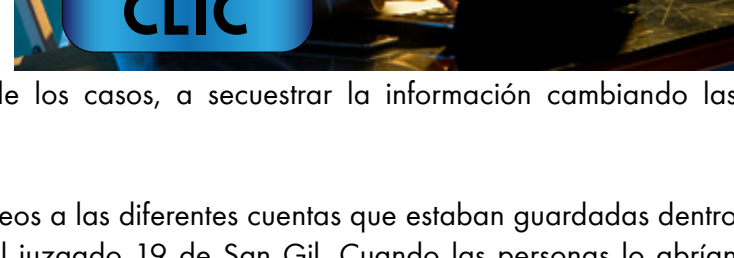 CLIC
de los casos, a secuestrar la información cambiando las
eos a las diferentes cuentas que estaban guardadas dentro
l juzgado 19 de San Gil. Cuando las personas lo abrían